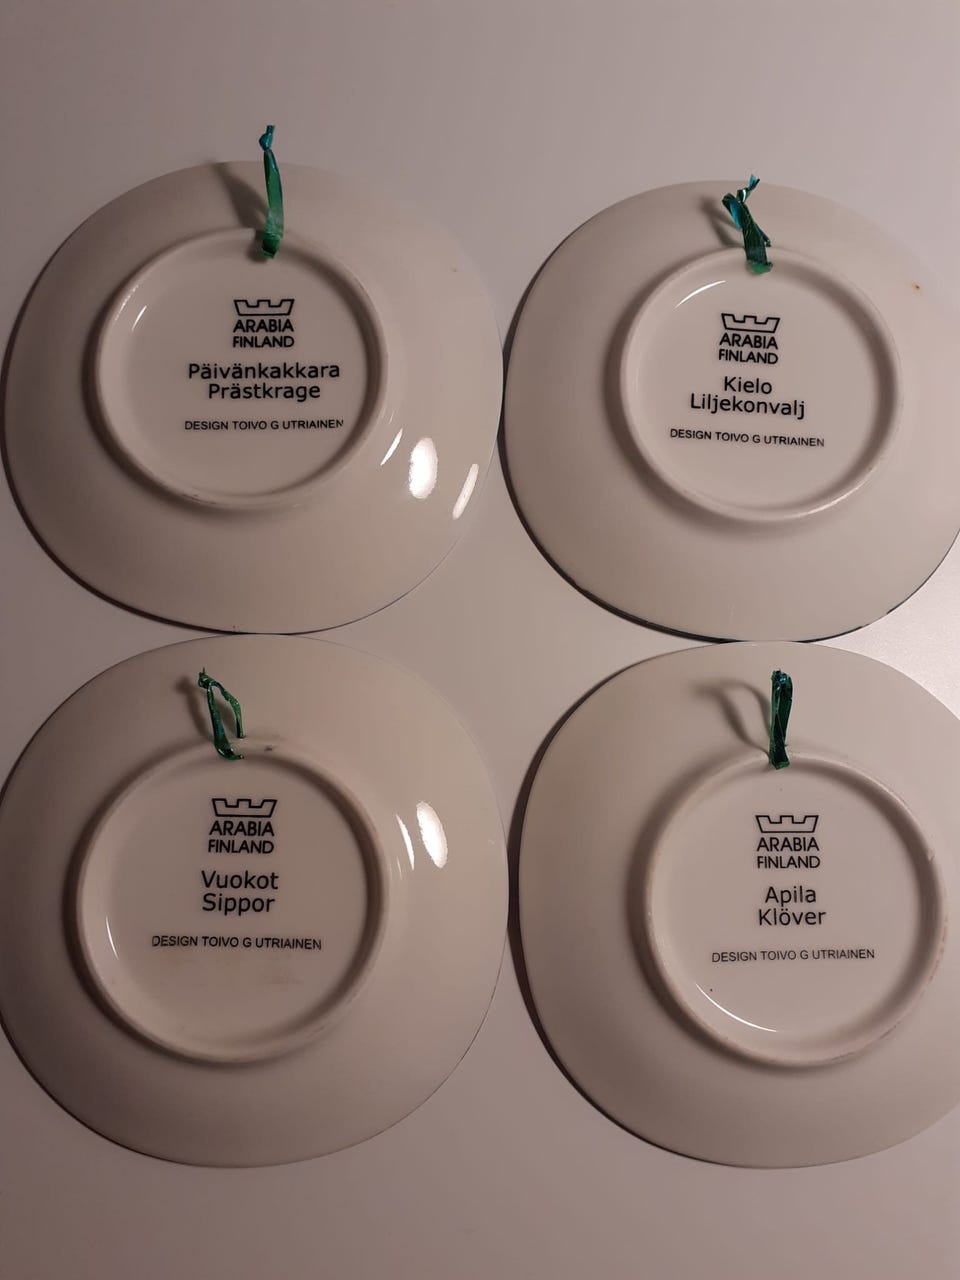 ARABIA
FINLAND
Päivänkakkara
Prästkrage
DESIGN TOIVO G UTRIAINEN
ARABIA
FINLAND
Kielo
Liljekonvalj
DESIGN TOIVO G UTRIAINEN
ARABIA
FINLAND
Vuokot
Sippor
DESIGN TOIVO G UTRIAINEN
ARABIA
FINLAND
Apila
Klöver
DESIGN TOIVO G UTRIAINEN